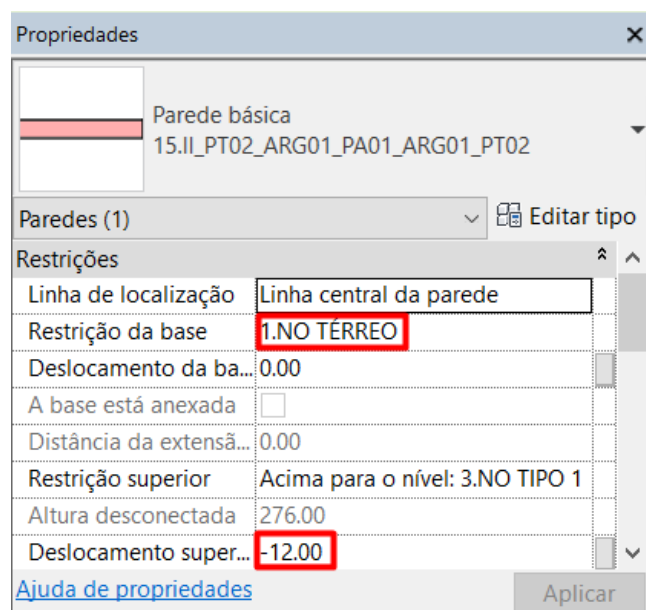 Propriedades
Parede básica
15.II_PT02_ARG01_PA01_ARG01_PT02
Paredes (1) Editar tipo
Restrições
Linha de localização Linha central da parede
Restrição da base 1.NO TÉRREO
Deslocamento da ba... 0.00
A base está anexada
Distância da extensã... 0.00
Restrição superior Acima para o nível: 3.NO TIPO 1
Altura desconectada 276.00
Deslocamento super... -12.00
Ajuda de propriedades Aplicar